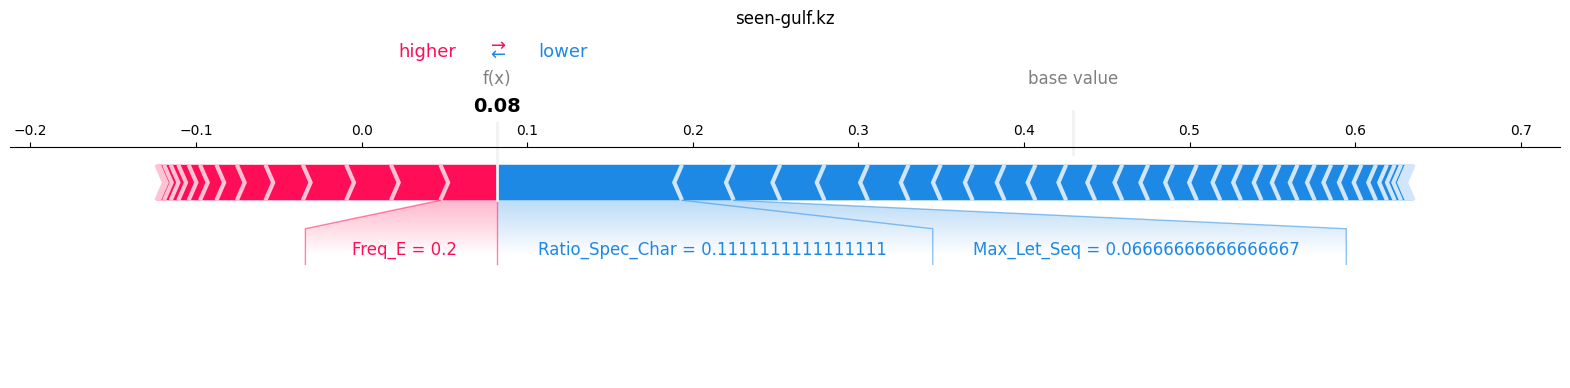 seen-gulf.kz
higher ⇄ lower
f(x) base value
0.08
−0.2 −0.1 0.0 0.1 0.2 0.3 0.4 0.5 0.6 0.7
Freq_E = 0.2 Ratio_Spec_Char = 0.1111111111111111 Max_Let_Seq = 0.06666666666666667